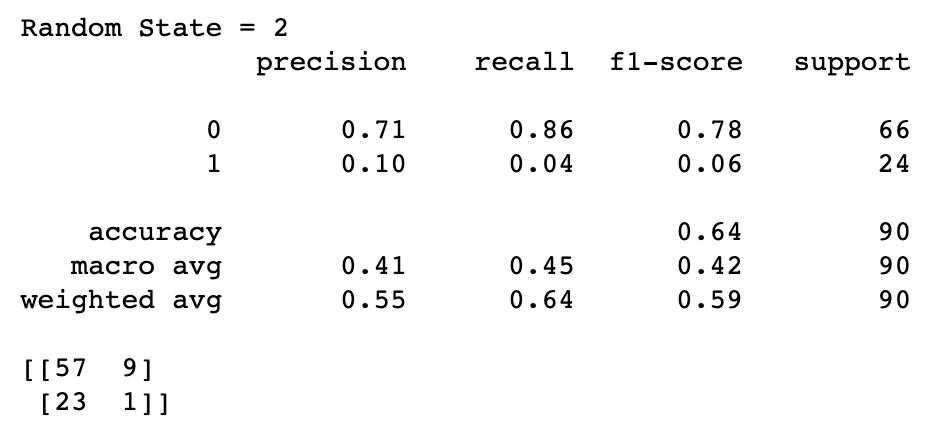 Random State = 2
precision recall f1-score support
0 0.71 0.86 0.78 66
1 0.10 0.04 0.06 24
accuracy 0.64 90
macro avg 0.41 0.45 0.42 90
weighted avg 0.55 0.64 0.59 90
[[57 9]
[23 1]]